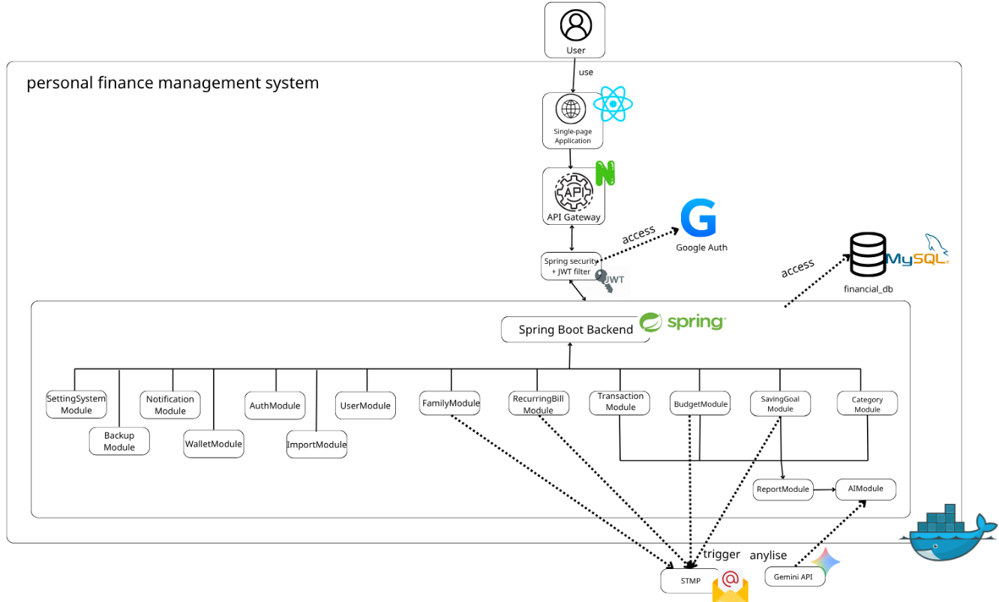 User
use
personal finance management system
Single-page
Application
N
API
API Gateway
access
G
Google Auth
Spring security
+ JWT filter
JWT
access
MySQL®
financial_db
Spring Boot Backend
spring®
SettingSystem
Module
Notification
Module
AuthModule
UserModule
FamilyModule
RecurringBill
Module
Transaction
Module
BudgetModule
SavingGoal
Module
Category
Module
Backup
Module
WalletModule
ImportModule
ReportModule
AIModule
trigger
anylise
STMP
@
Gemini API